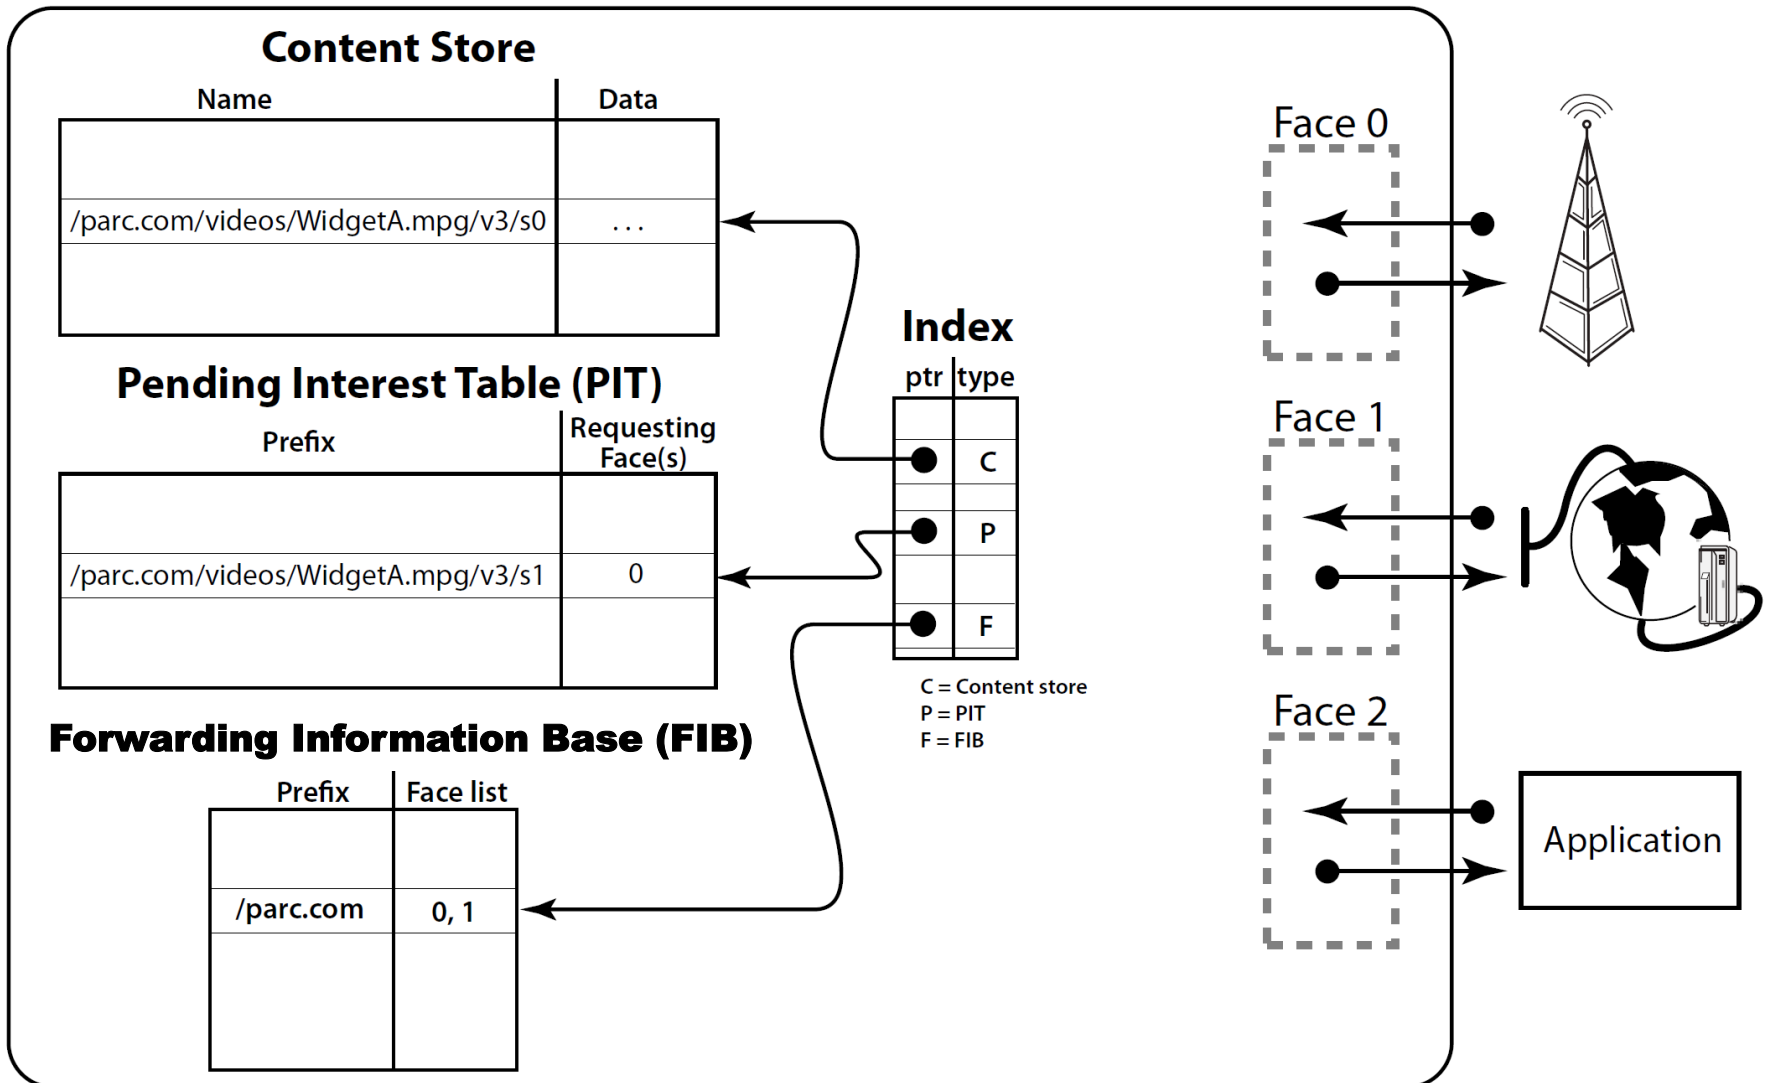 Content Store
Name Data
/parc.com/videos/WidgetA.mpg/v3/s0 ...
Pending Interest Table (PIT)
Prefix Requesting Face(s)
/parc.com/videos/WidgetA.mpg/v3/s1 0
Forwarding Information Base (FIB)
Prefix Face list
/parc.com 0, 1
Index
ptr type
C
P
F
C = Content store
P = PIT
F = FIB
Face 0
Face 1
Face 2
Application